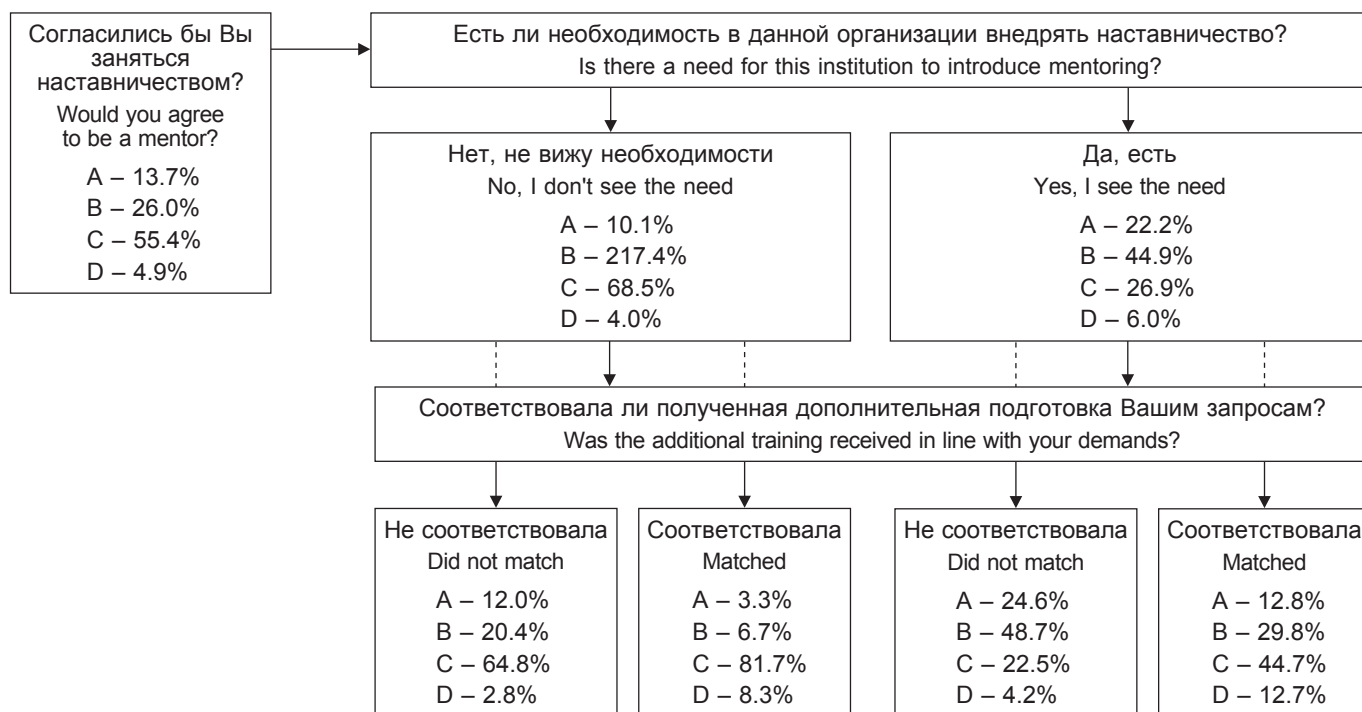 Согласились бы Вы
заняться
наставничеством?
Would you agree
to be a mentor?
A – 13.7%
B – 26.0%
C – 55.4%
D – 4.9%
Есть ли необходимость в данной организации внедрять наставничество?
Is there a need for this institution to introduce mentoring?
Нет, не вижу необходимости
No, I don't see the need
A – 10.1%
B – 217.4%
C – 68.5%
D – 4.0%
Да, есть
Yes, I see the need
A – 22.2%
B – 44.9%
C – 26.9%
D – 6.0%
Соответствовала ли полученная дополнительная подготовка Вашим запросам?
Was the additional training received in line with your demands?
Не соответствовала
Did not match
A – 12.0%
B – 20.4%
C – 64.8%
D – 2.8%
Соответствовала
Matched
A – 3.3%
B – 6.7%
C – 81.7%
D – 8.3%
Не соответствовала
Did not match
A – 24.6%
B – 48.7%
C – 22.5%
D – 4.2%
Соответствовала
Matched
A – 12.8%
B – 29.8%
C – 44.7%
D – 12.7%